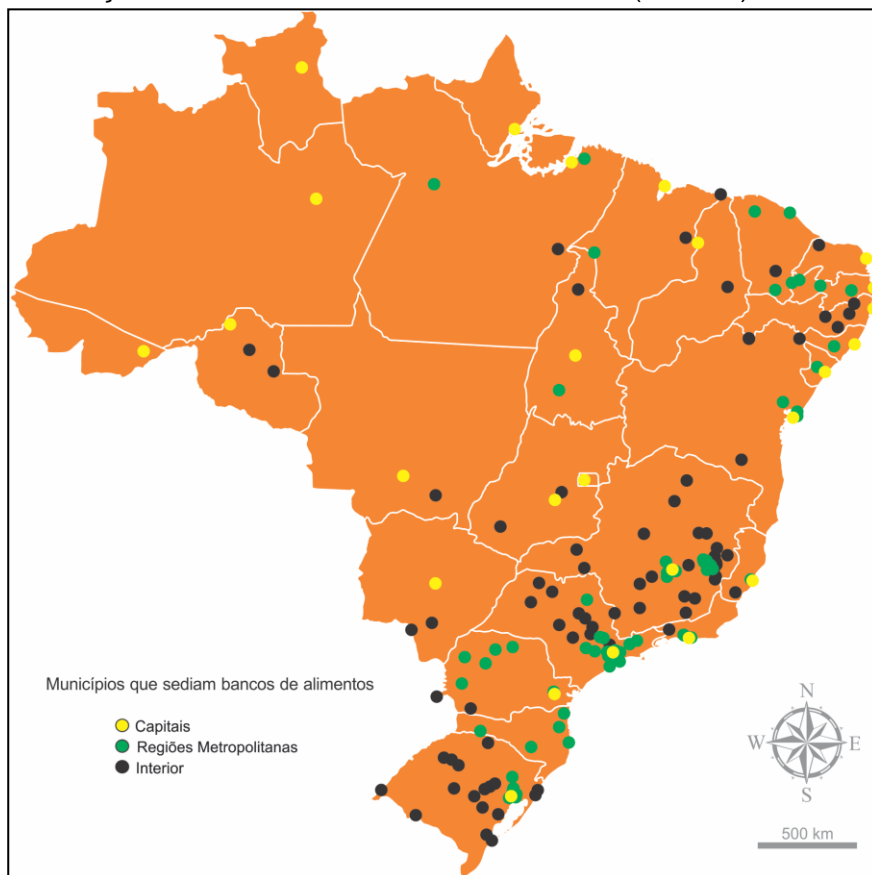 Municípios que sediam bancos de alimentos
Capitais
Regiões Metropolitanas
Interior
N
W
E
S
500 km